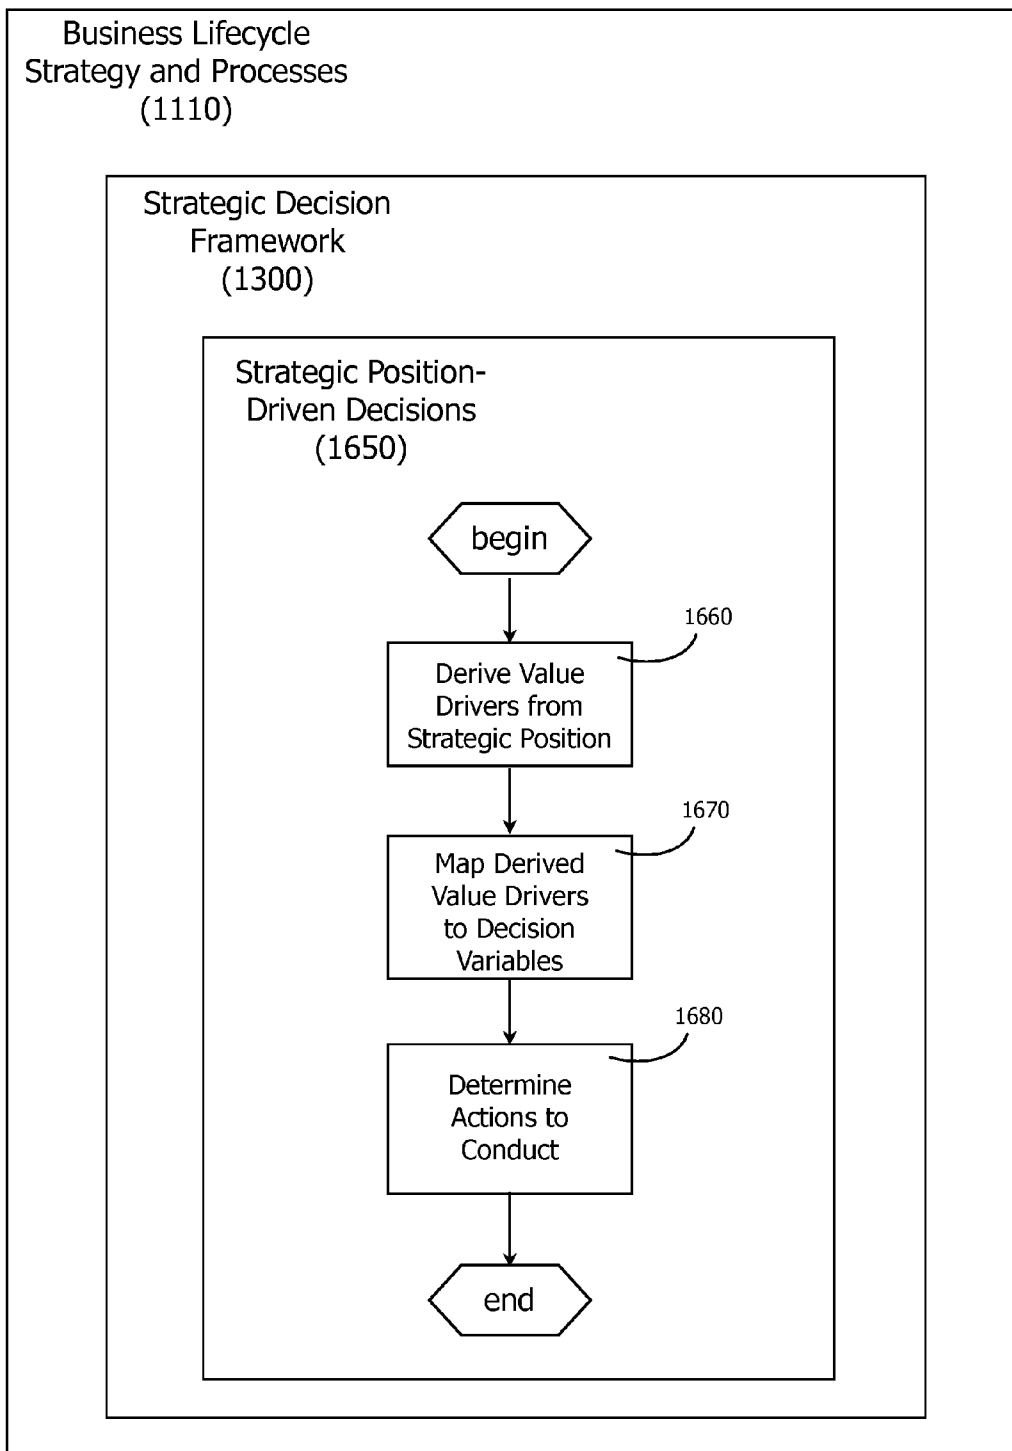 Business Lifecycle
Strategy and Processes
(1110)
Strategic Decision
Framework
(1300)
Strategic Position-
Driven Decisions
(1650)
begin
1660
Derive Value
Drivers from
Strategic Position
1670
Map Derived
Value Drivers
to Decision
Variables
1680
Determine
Actions to
Conduct
end